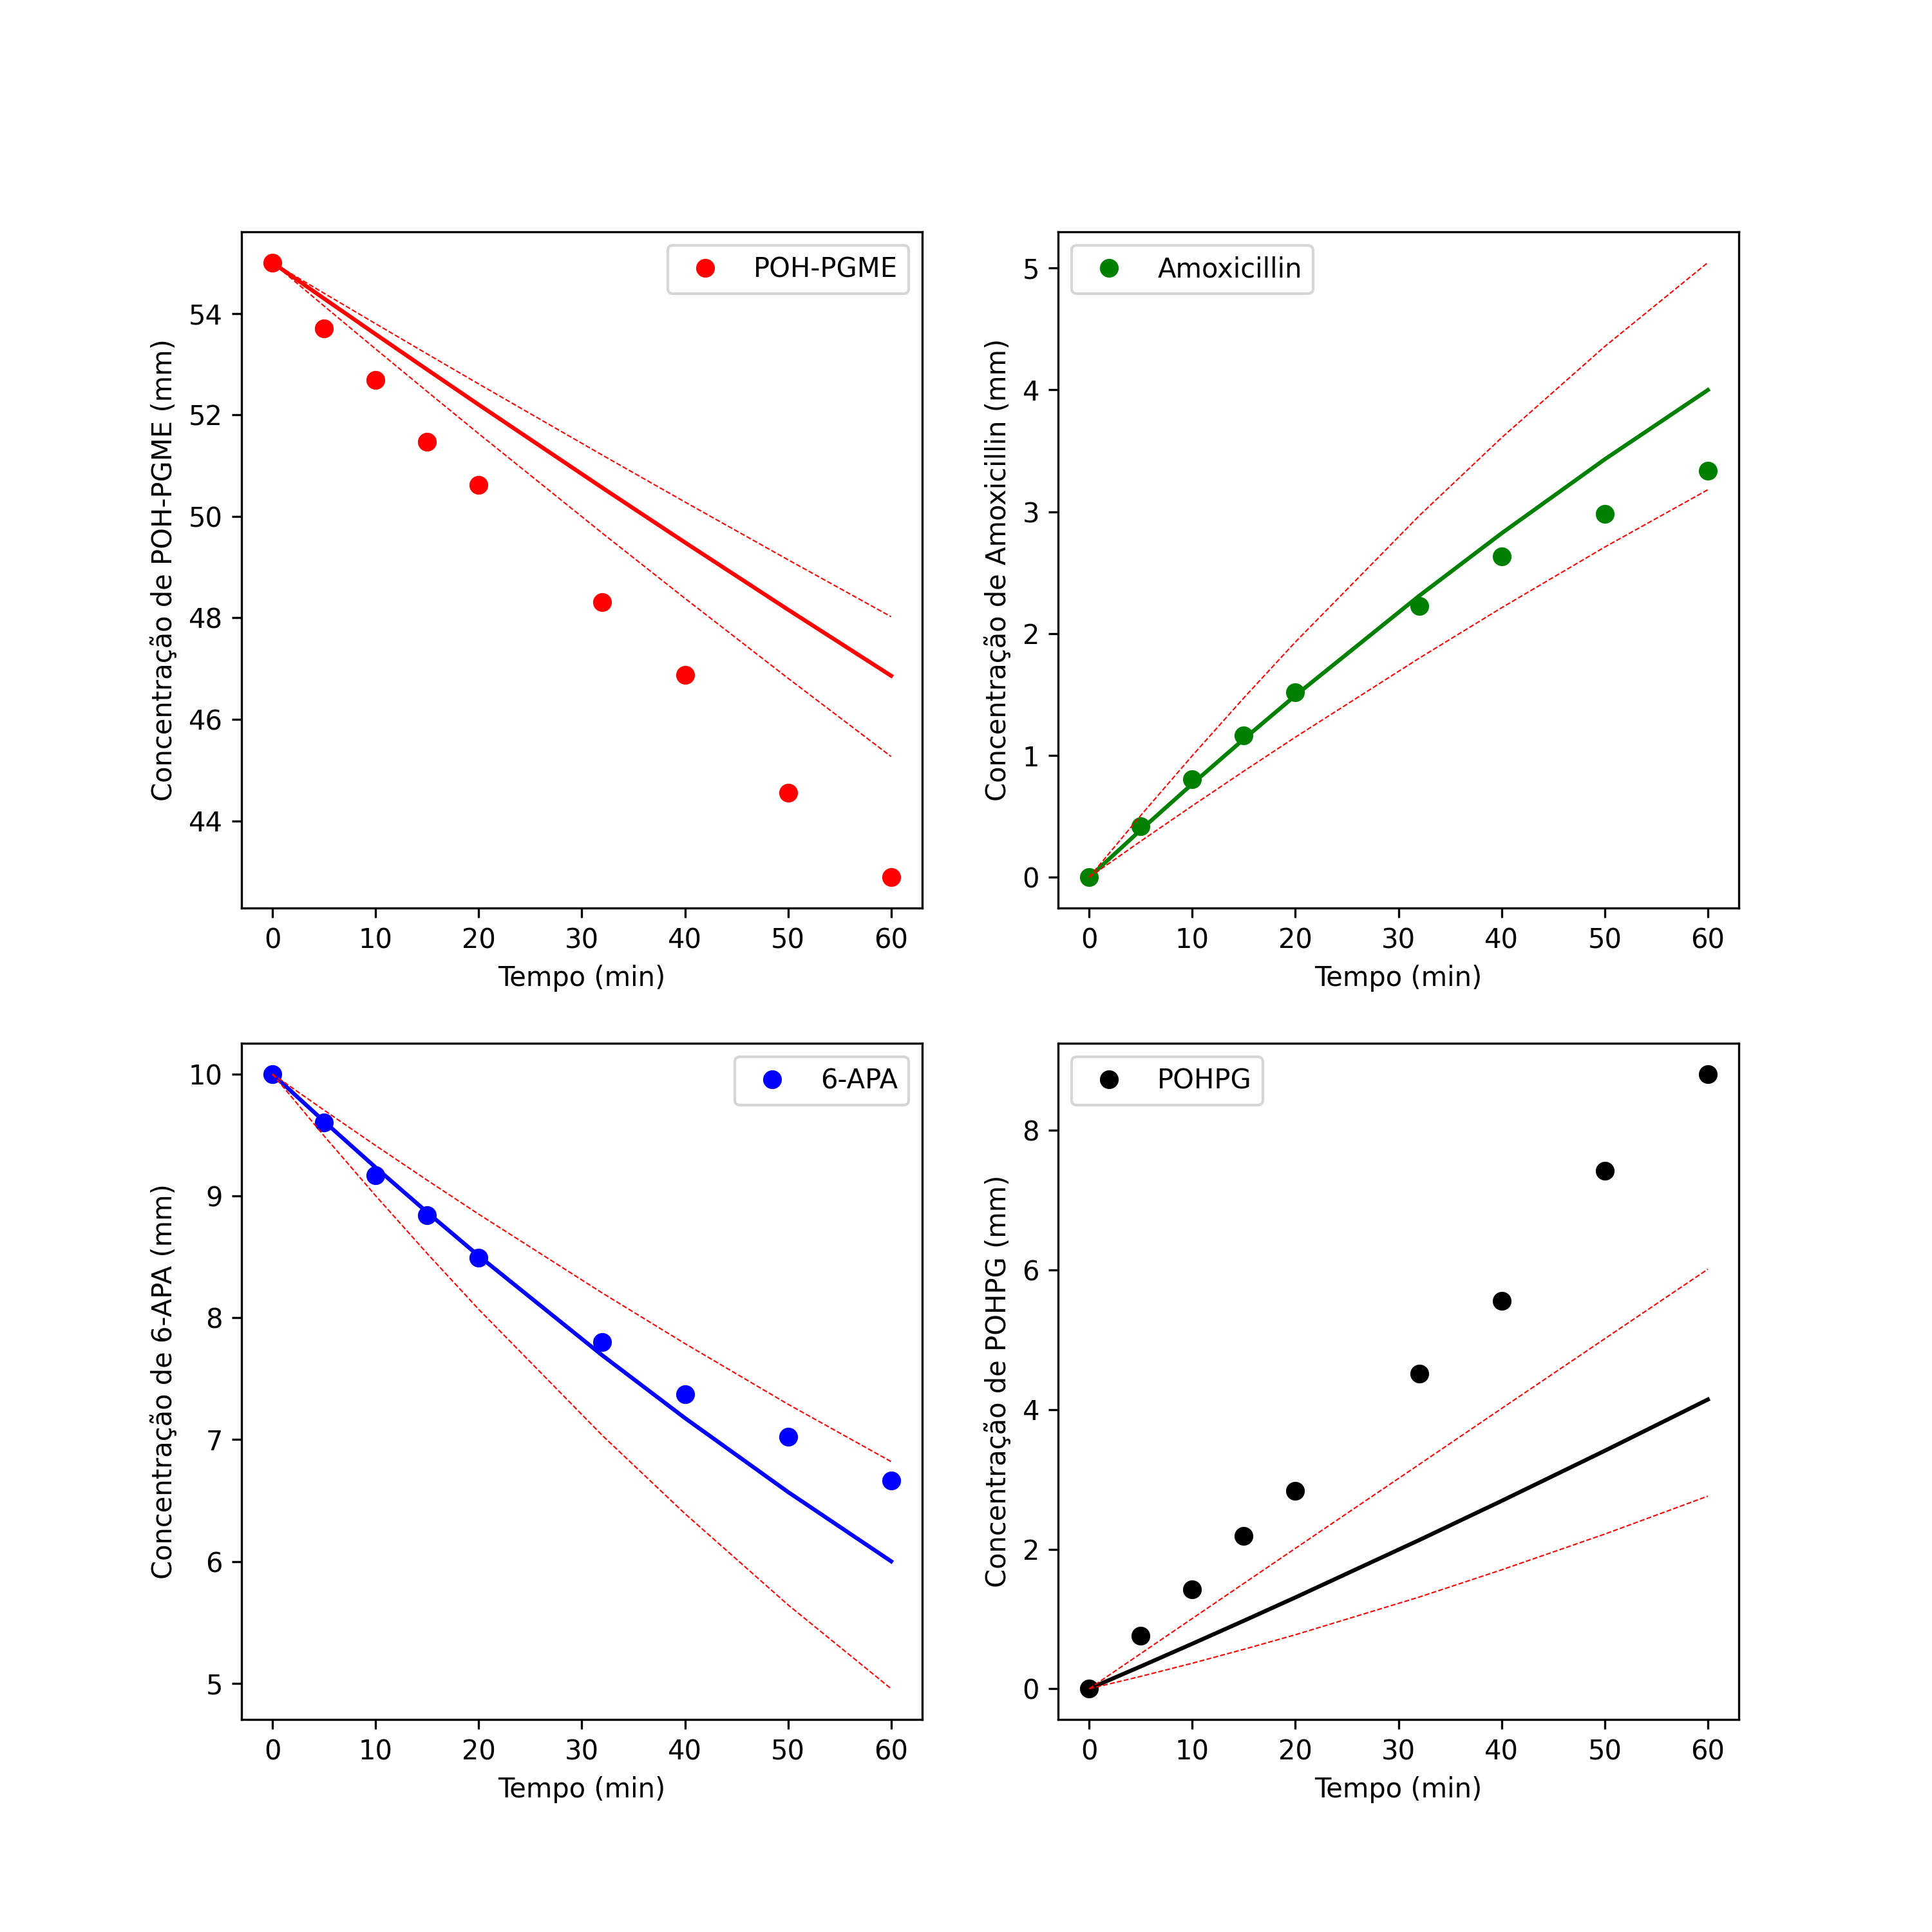 POH-PGME
Concentração de POH-PGME (mm)
54
52
50
48
46
44
0 10 20 30 40 50 60
Tempo (min)
Amoxicillin
Concentração de Amoxicillin (mm)
5
4
3
2
1
0
0 10 20 30 40 50 60
Tempo (min)
6-APA
Concentração de 6-APA (mm)
10
9
8
7
6
5
0 10 20 30 40 50 60
Tempo (min)
POHPG
Concentração de POHPG (mm)
8
6
4
2
0
0 10 20 30 40 50 60
Tempo (min)